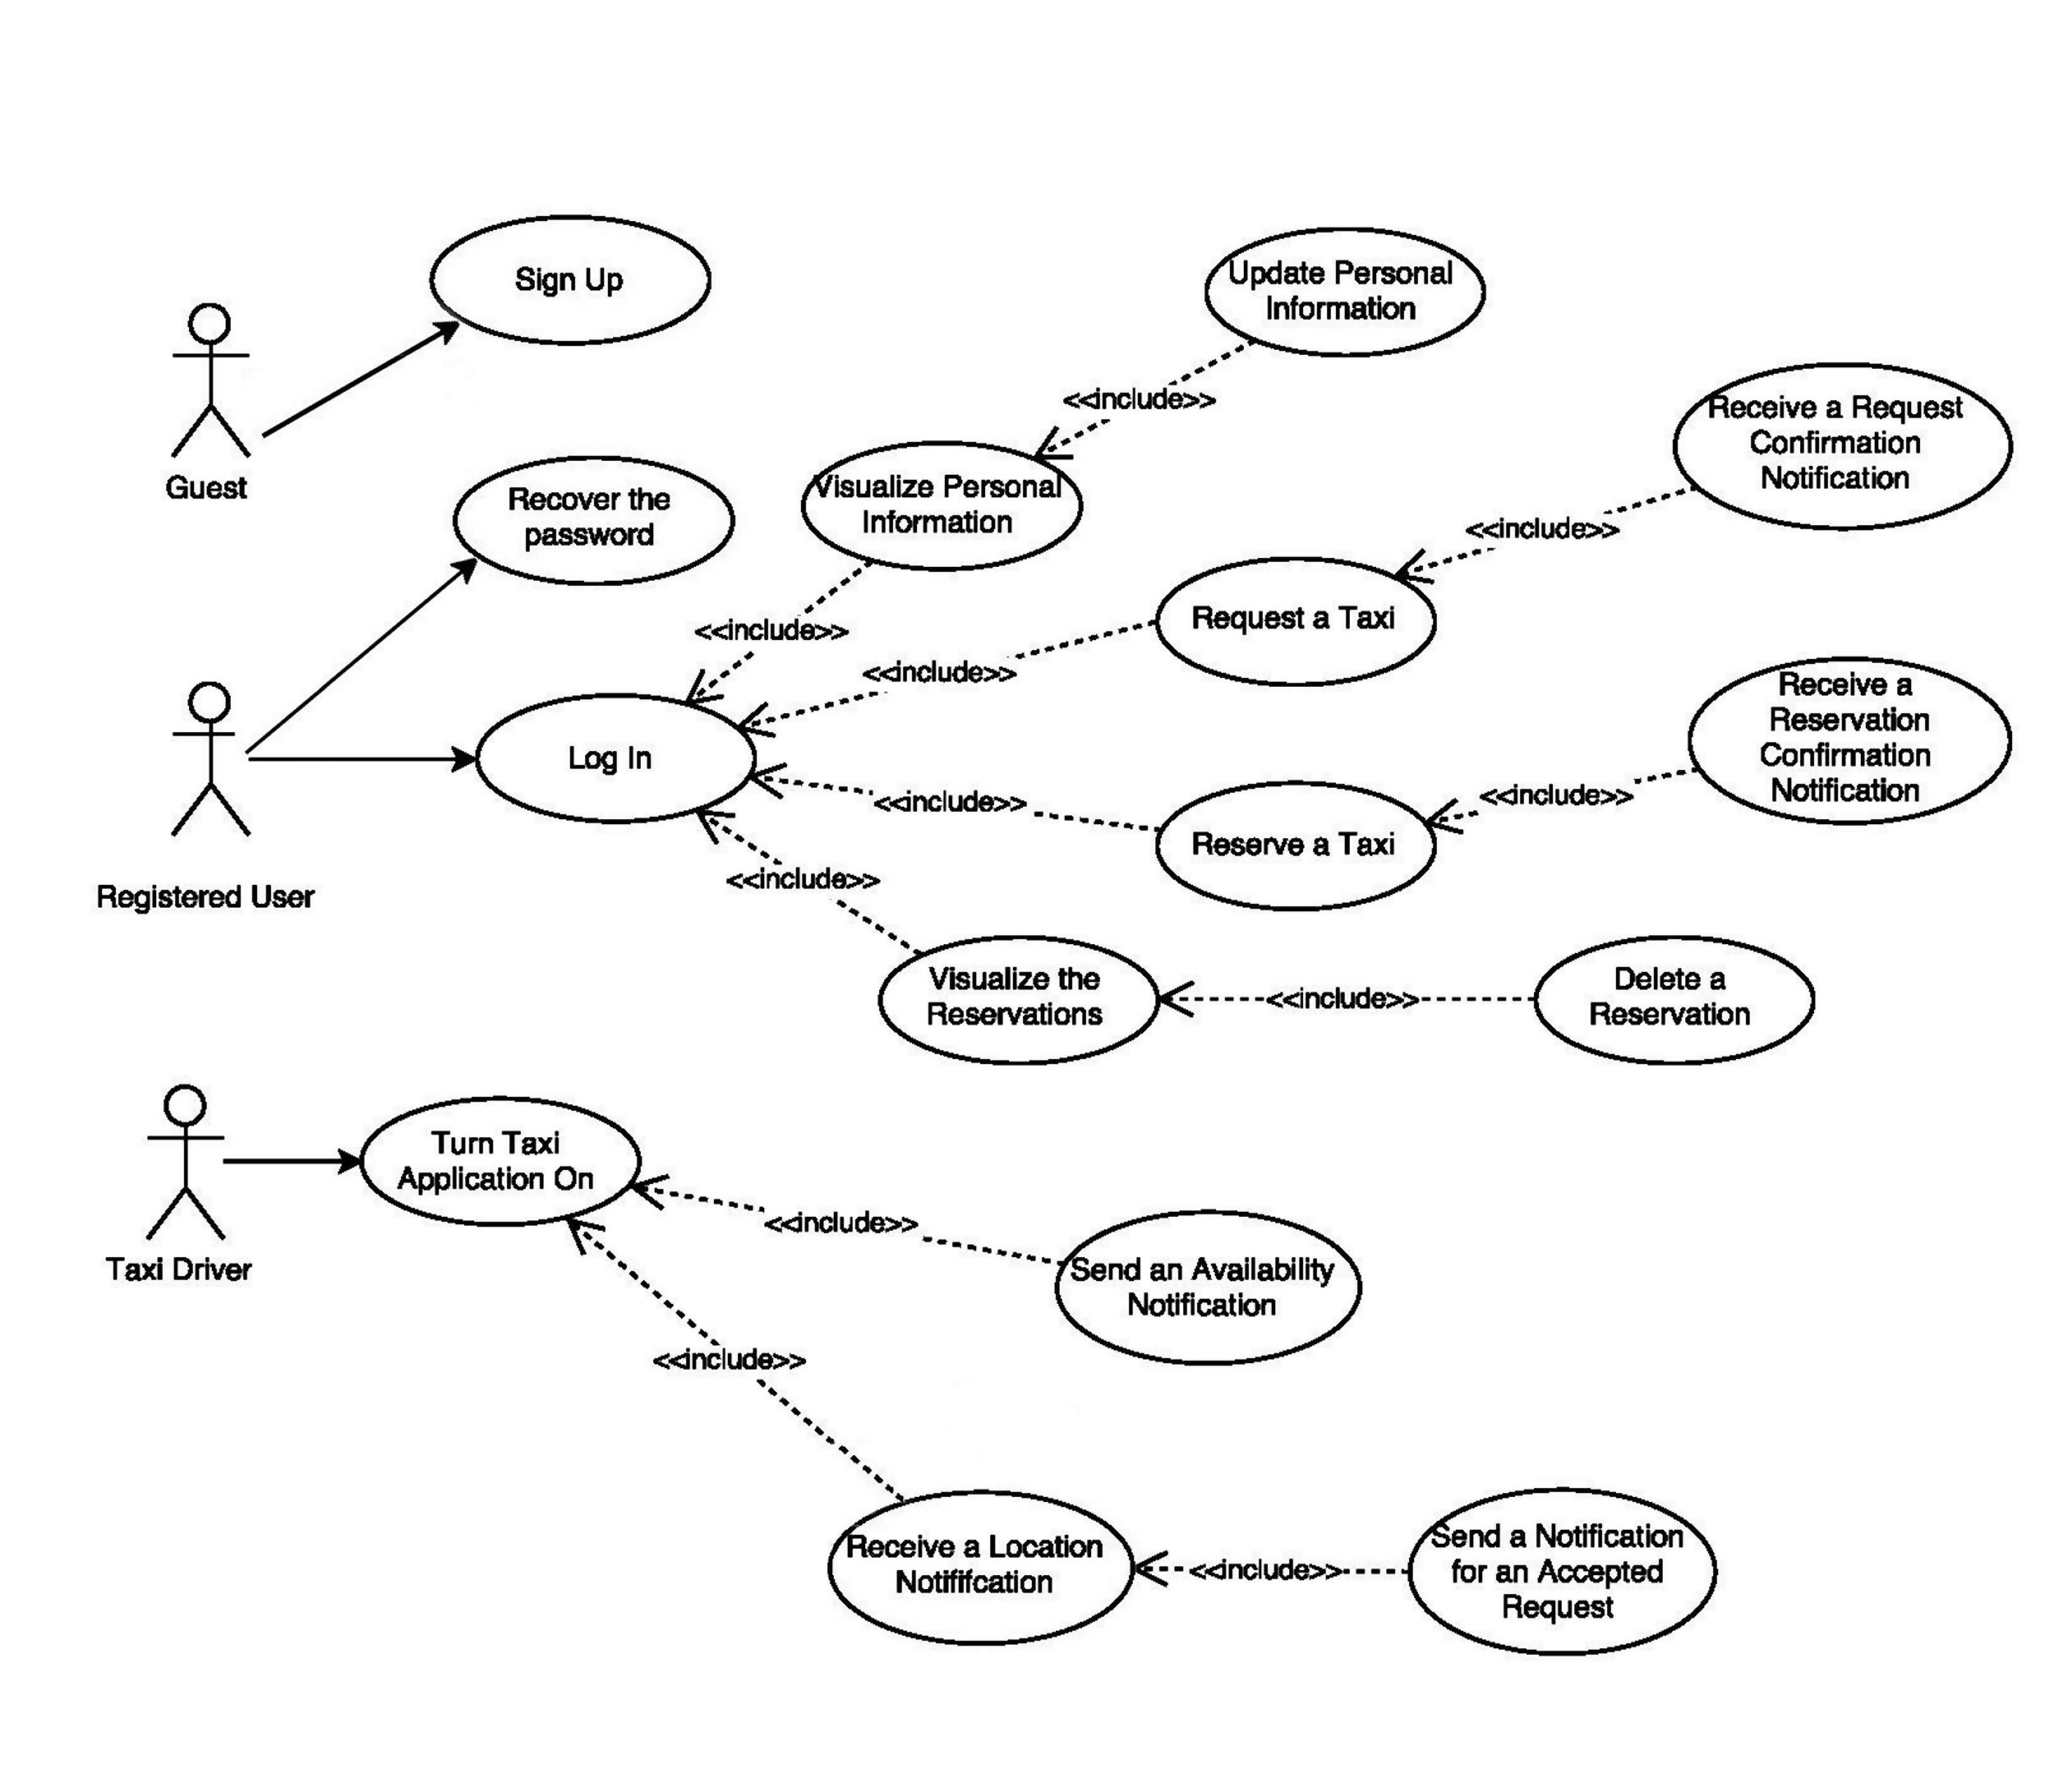 Sign Up
Guest
Update Personal
Information
<<include>>
Receive a Request
Confirmation
Notification
Recover the
password
Visualize Personal
Information
<<include>>
<<include>>
Request a Taxi
<<include>>
Registered User
Log In
Receive a
Reservation
Confirmation
Notification
<<include>>
<<include>>
Reserve a Taxi
<<include>>
Visualize the
Reservations
<<include>>
Delete a
Reservation
Taxi Driver
Turn Taxi
Application On
<<include>>
Send an Availability
Notification
<<include>>
Receive a Location
Notififcation
<<include>>
Send a Notification
for an Accepted
Request